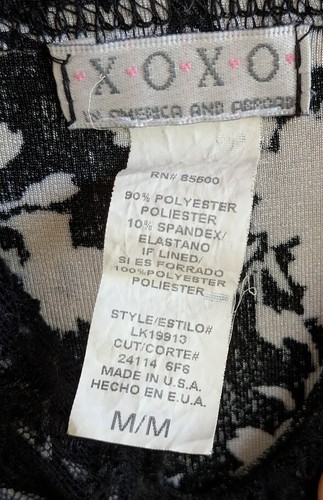 X·O·X·O
IN AMERICA AND ABROAD
RN# 85600
90% POLYESTER
POLIESTER
10% SPANDEX/
ELASTANO
IF LINED/
SI ES FORRADO
100%POLYESTER
POLIESTER
STYLE/ESTILO#
LK19913
CUT/CORTE#
24114 6F6
MADE IN U.S.A.
HECHO EN E.U.A.
M/M